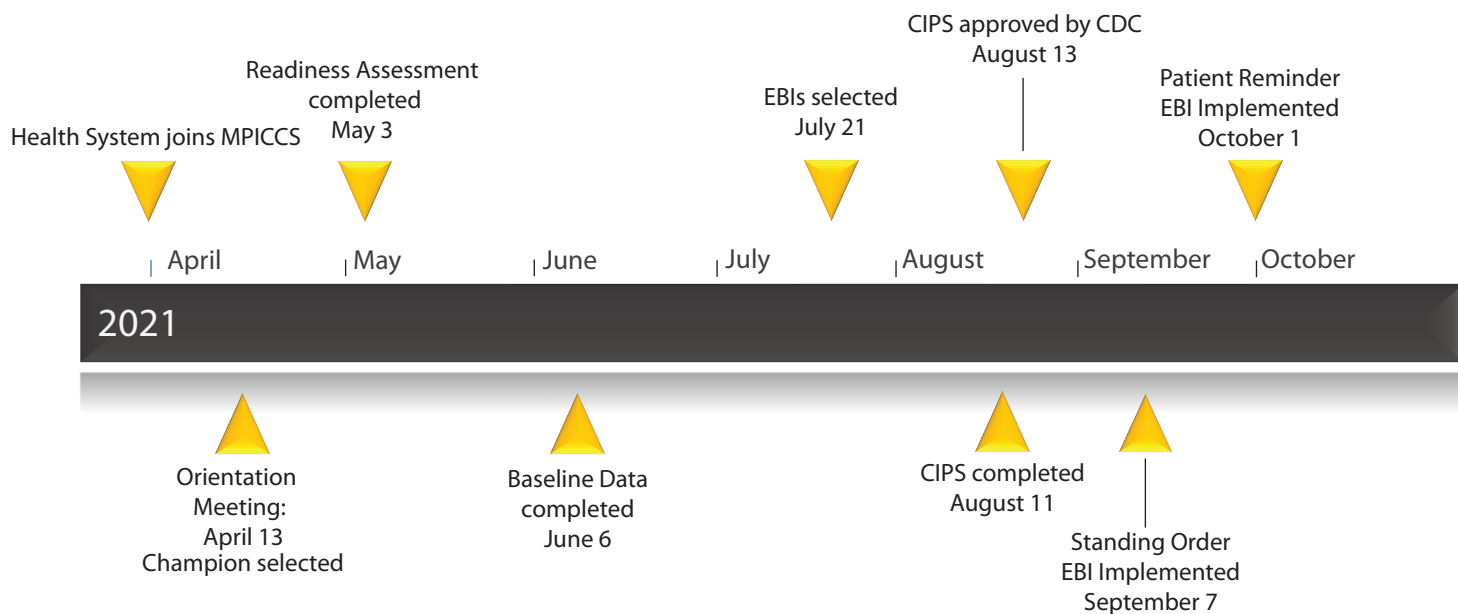 CIPS approved by CDC
August 13
Readiness Assessment
completed
May 3
Patient Reminder
EBI Implemented
October 1
EBIs selected
July 21
Health System joins MPICCS
April
May
June
July
August
September
October
2021
Orientation
Meeting:
April 13
Champion selected
Baseline Data
completed
June 6
CIPS completed
August 11
Standing Order
EBI Implemented
September 7